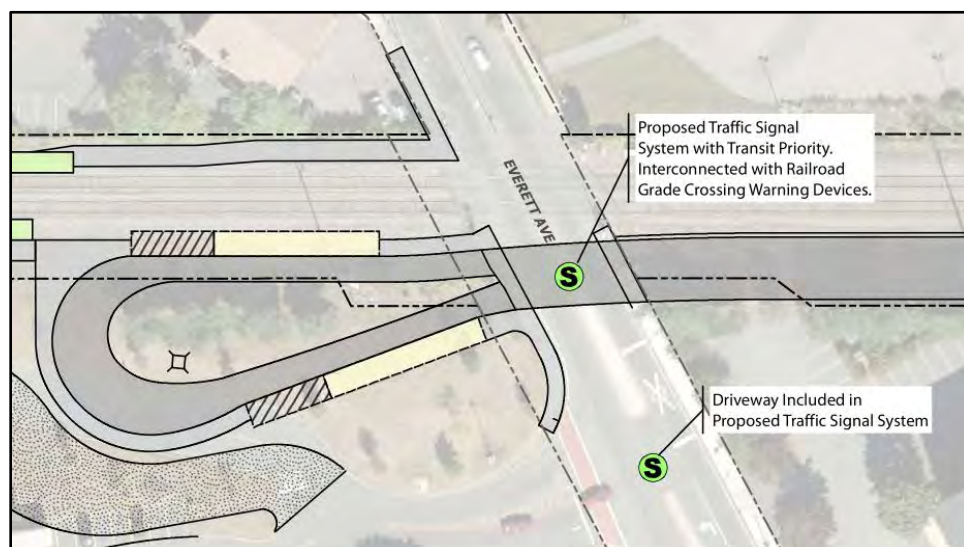 Proposed Traffic Signal
System with Transit Priority.
Interconnected with Railroad
Grade Crossing Warning Devices.
EVERETT AVE
S
Driveway Included in
Proposed Traffic Signal System
S